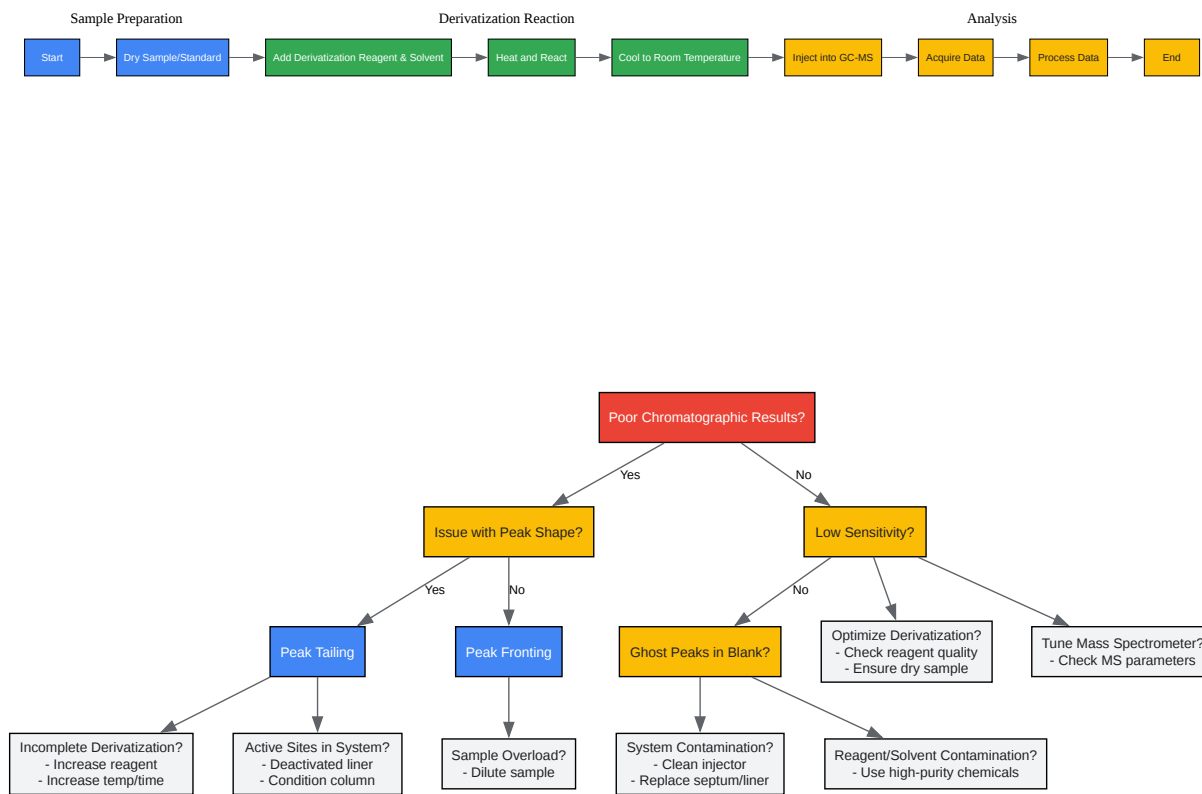 Sample Preparation
Derivatization Reaction
Analysis
Start
Dry Sample/Standard
Add Derivatization Reagent & Solvent
Heat and React
Cool to Room Temperature
Inject into GC-MS
Acquire Data
Process Data
End
Poor Chromatographic Results?
Yes
No
Issue with Peak Shape?
Low Sensitivity?
Yes
No
No
Peak Tailing
Peak Fronting
Ghost Peaks in Blank?
Optimize Derivatization?
- Check reagent quality
- Ensure dry sample
Tune Mass Spectrometer?
- Check MS parameters
Incomplete Derivatization?
- Increase reagent
- Increase temp/time
Active Sites in System?
- Deactivated liner
- Condition column
Sample Overload?
- Dilute sample
System Contamination?
- Clean injector
- Replace septum/liner
Reagent/Solvent Contamination?
- Use high-purity chemicals